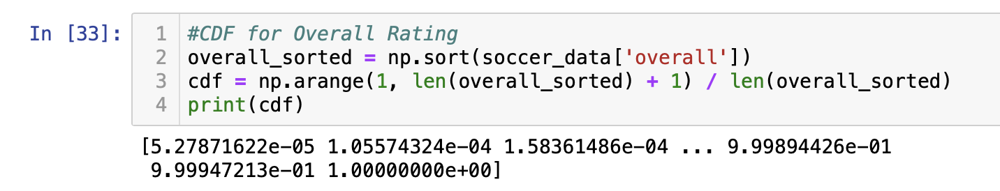 In [33]:
1 #CDF for Overall Rating
2 overall_sorted = np.sort(soccer_data['overall'])
3 cdf = np.arange(1, len(overall_sorted) + 1) / len(overall_sorted)
4 print(cdf)
[5.27871622e-05 1.05574324e-04 1.58361486e-04 ... 9.99894426e-01
9.99947213e-01 1.00000000e+00]